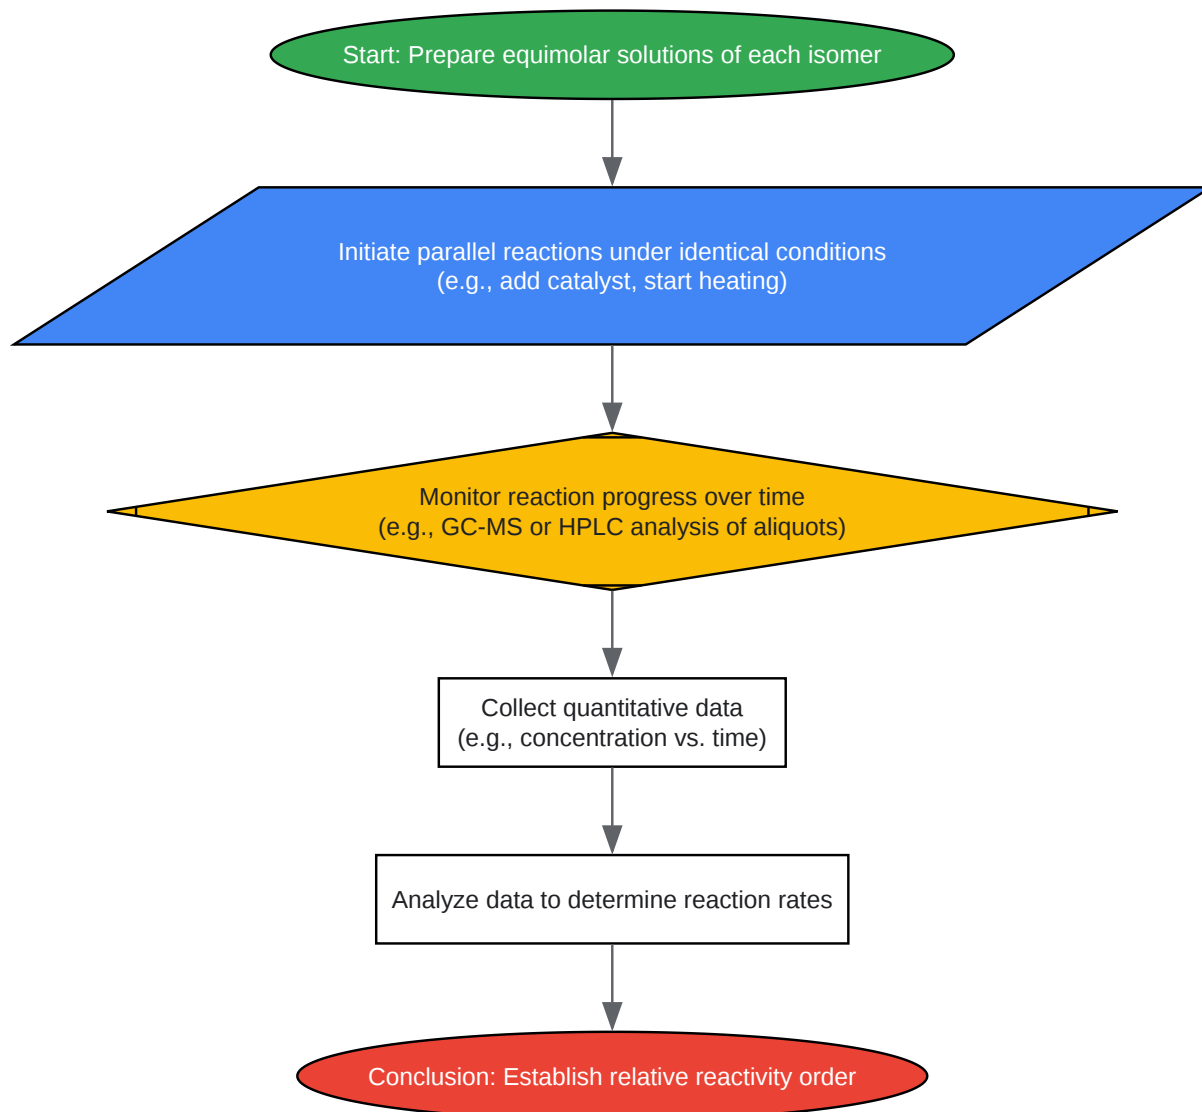 Start: Prepare equimolar solutions of each isomer
Initiate parallel reactions under identical conditions
(e.g., add catalyst, start heating)
Monitor reaction progress over time
(e.g., GC-MS or HPLC analysis of aliquots)
Collect quantitative data
(e.g., concentration vs. time)
Analyze data to determine reaction rates
Conclusion: Establish relative reactivity order